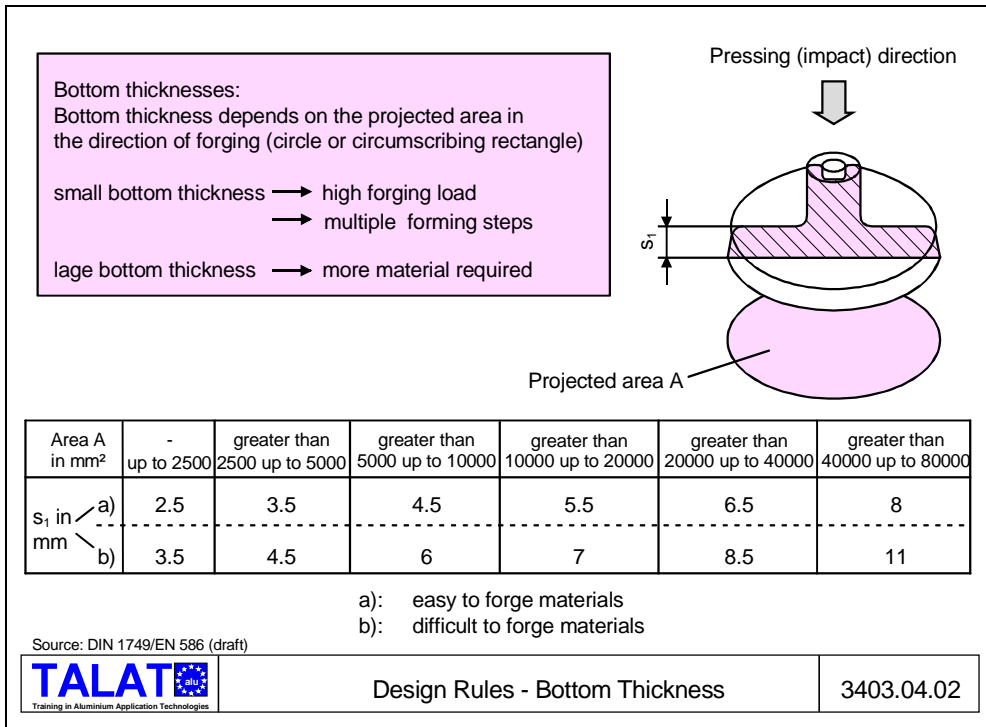 Pressing (impact) direction
Bottom thicknesses:
Bottom thickness depends on the projected area in
the direction of forging (circle or circumscribing rectangle)
small bottom thickness → high forging load
→ multiple forming steps
lage bottom thickness → more material required
s₁
Projected area A
Area A in mm² | - up to 2500 | greater than 2500 up to 5000 | greater than 5000 up to 10000 | greater than 10000 up to 20000 | greater than 20000 up to 40000 | greater than 40000 up to 80000
s₁ in mm a) 2.5 3.5 4.5 5.5 6.5 8
b) 3.5 4.5 6 7 8.5 11
a): easy to forge materials
b): difficult to forge materials
Source: DIN 1749/EN 586 (draft)
TALAT alu
Training in Aluminium Application Technologies
Design Rules - Bottom Thickness
3403.04.02